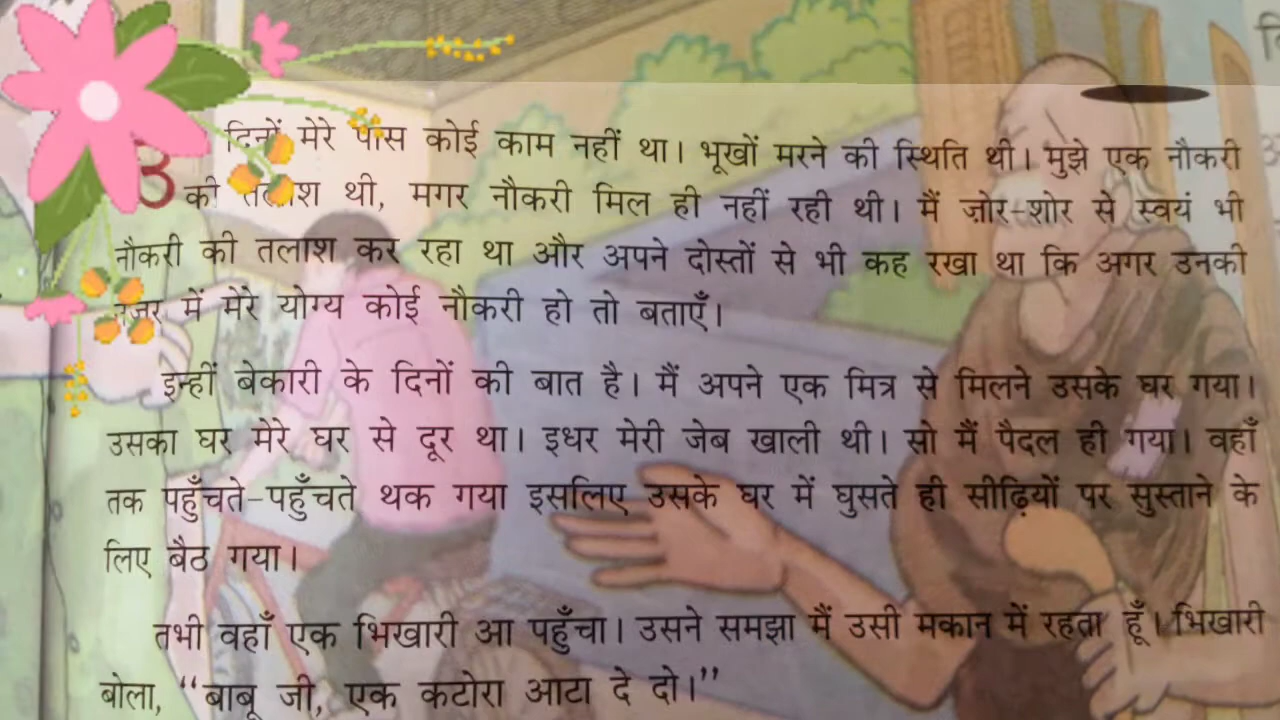 दिनों मेरे पास कोई काम नहीं था। भूखों मरने की स्थिति थी। मुझे एक नौकरी
की तलाश थी, मगर नौकरी मिल ही नहीं रही थी। मैं ज़ोर-शोर से स्वयं भी
नौकरी की तलाश कर रहा था और अपने दोस्तों से भी कह रखा था कि अगर उनकी
नज़र में मेरे योग्य कोई नौकरी हो तो बताएँ।
इन्हीं बेकारी के दिनों की बात है। मैं अपने एक मित्र से मिलने उसके घर गया।
उसका घर मेरे घर से दूर था। इधर मेरी जेब खाली थी। सो मैं पैदल ही गया। वहाँ
तक पहुँचते-पहुँचते थक गया इसलिए उसके घर में घुसते ही सीढ़ियों पर सुस्ताने के
लिए बैठ गया।
तभी वहाँ एक भिखारी आ पहुँचा। उसने समझा मैं उसी मकान में रहता हूँ। भिखारी
बोला, “बाबू जी, एक कटोरा आटा दे दो।”